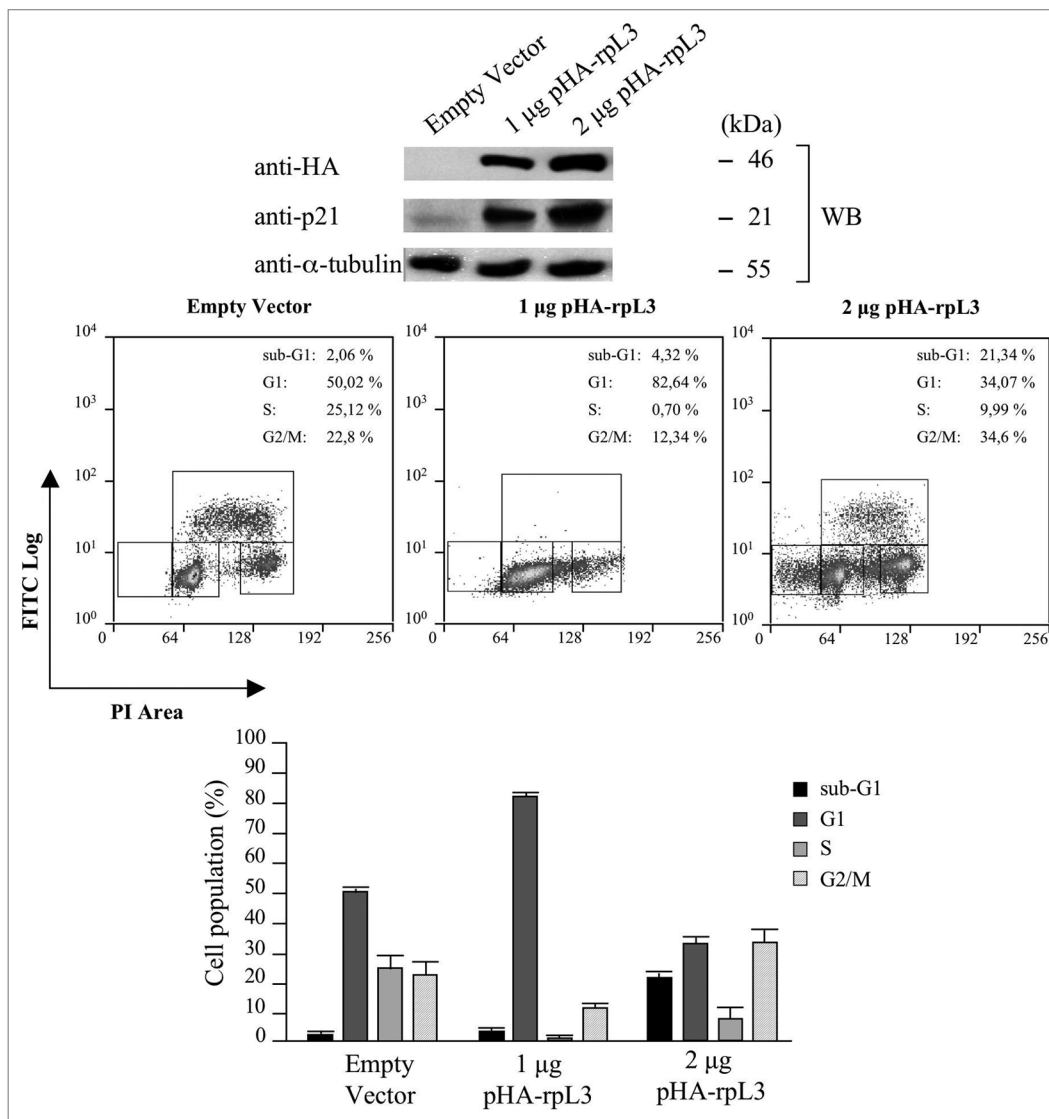 Empty Vector
1 µg pHA-rpL3
2 µg pHA-rpL3
(kDa)
anti-HA
– 46
anti-p21
– 21
WB
anti-α-tubulin
– 55
Empty Vector
1 µg pHA-rpL3
2 µg pHA-rpL3
10⁴
10³
10²
10¹
10⁰
0 64 128 192 256
sub-G1: 2,06 %
G1: 50,02 %
S: 25,12 %
G2/M: 22,8 %
10⁴
10³
10²
10¹
10⁰
0 64 128 192 256
sub-G1: 4,32 %
G1: 82,64 %
S: 0,70 %
G2/M: 12,34 %
10⁴
10³
10²
10¹
10⁰
0 64 128 192 256
sub-G1: 21,34 %
G1: 34,07 %
S: 9,99 %
G2/M: 34,6 %
FITC Log
PI Area
Cell population (%)
100
90
80
70
60
50
40
30
20
10
0
sub-G1
G1
S
G2/M
Empty
Vector
1 µg
pHA-rpL3
2 µg
pHA-rpL3